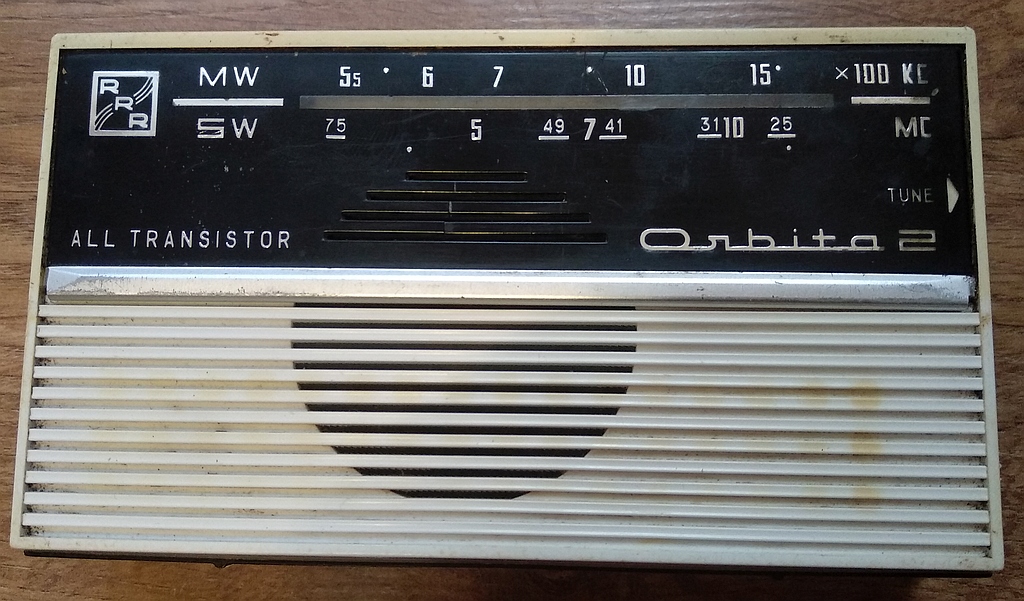 RRR
MW 5₅ 6 7 10 15 ×100 KC
SW 75 5 49 7 41 31 10 25 MC
TUNE
ALL TRANSISTOR
Orbita 2